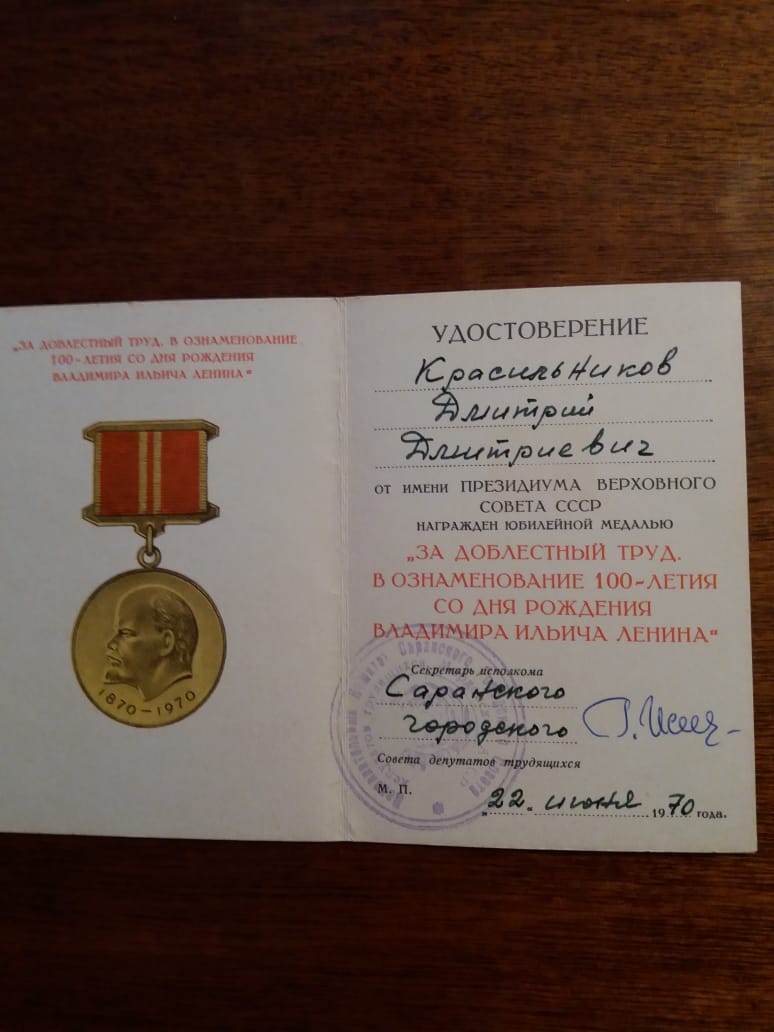 „ЗА ДОБЛЕСТНЫЙ ТРУД. В ОЗНАМЕНОВАНИЕ
100-ЛЕТИЯ СО ДНЯ РОЖДЕНИЯ
ВЛАДИМИРА ИЛЬИЧА ЛЕНИНА“
1870–1970
УДОСТОВЕРЕНИЕ
Красильников
Дмитрий
Дмитриевич
ОТ ИМЕНИ ПРЕЗИДИУМА ВЕРХОВНОГО
СОВЕТА СССР
НАГРАЖДЕН ЮБИЛЕЙНОЙ МЕДАЛЬЮ
„ЗА ДОБЛЕСТНЫЙ ТРУД.
В ОЗНАМЕНОВАНИЕ 100-ЛЕТИЯ
СО ДНЯ РОЖДЕНИЯ
ВЛАДИМИРА ИЛЬИЧА ЛЕНИНА“
Секретарь исполкома
Саранского
городского
Совета депутатов трудящихся
М. П.
„22“ июня 1970 года.